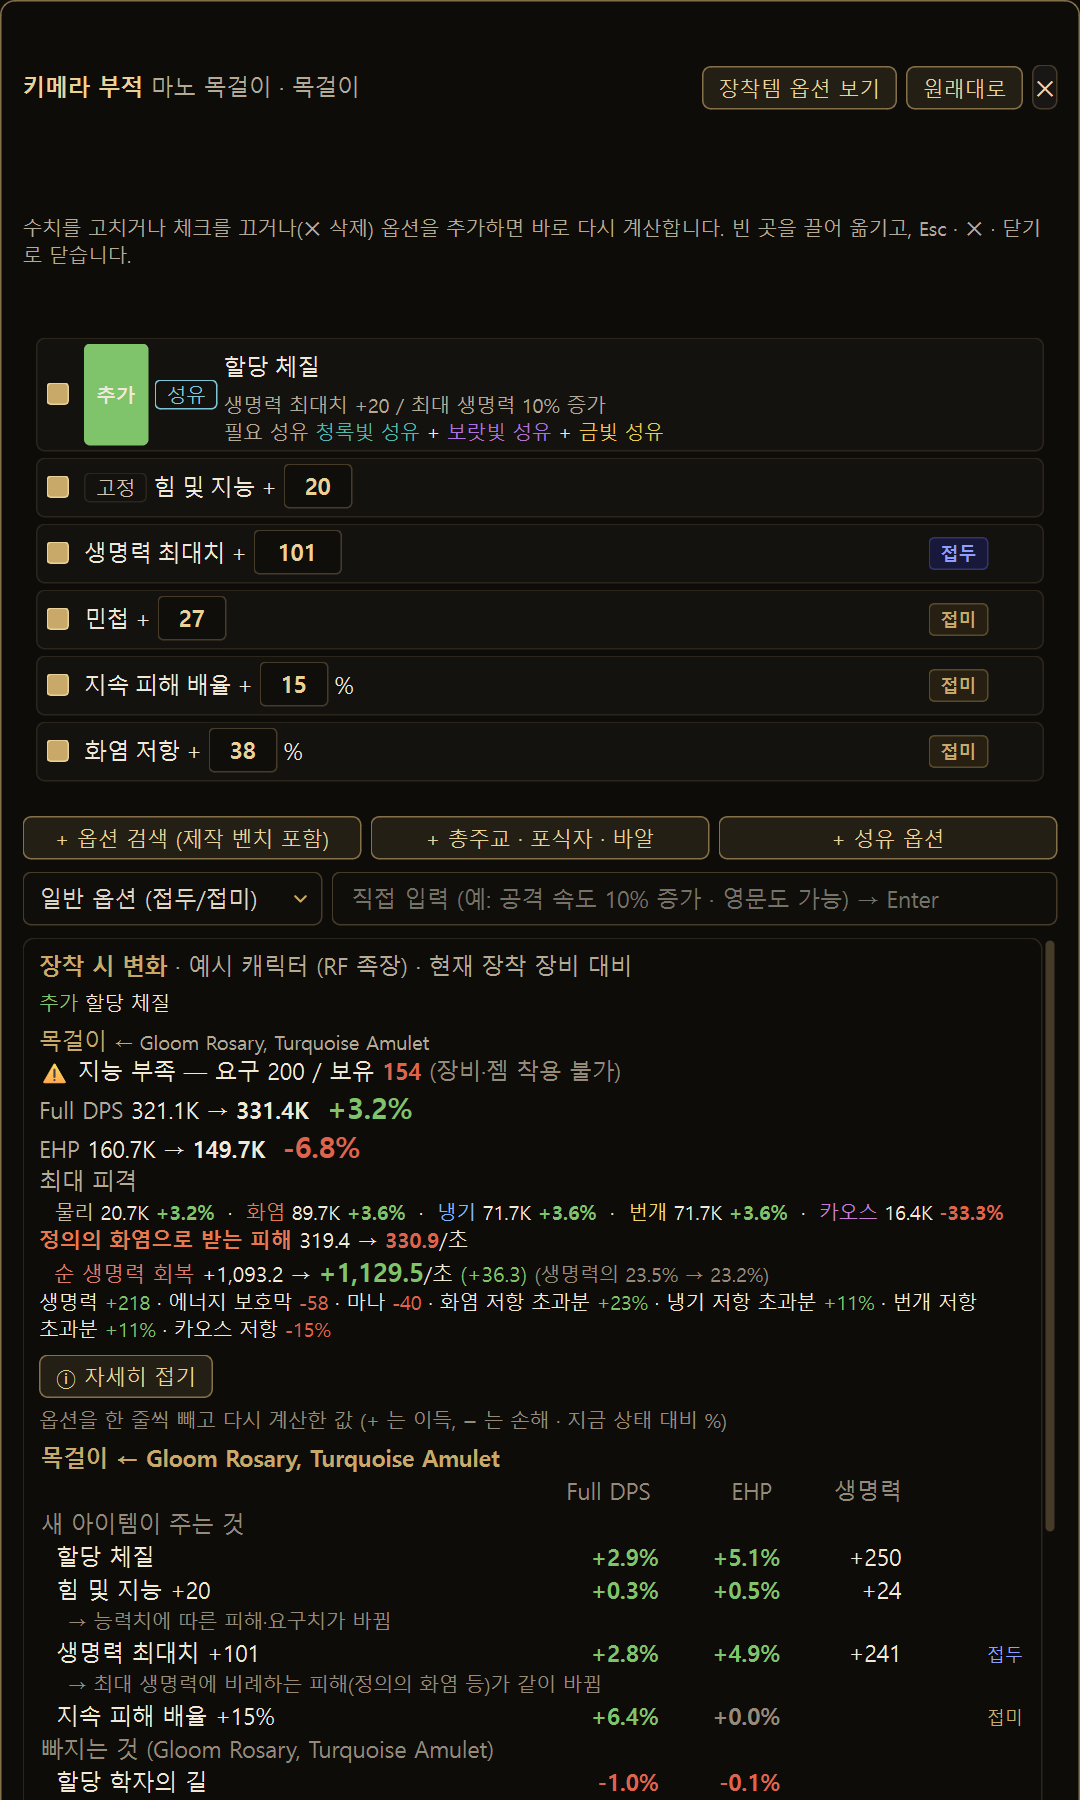 키메라 부적 마노 목걸이 · 목걸이
장착템 옵션 보기
원래대로
×
수치를 고치거나 체크를 끄거나(✕ 삭제) 옵션을 추가하면 바로 다시 계산합니다. 빈 곳을 끌어 옮기고, Esc · ✕ · 닫기
로 닫습니다.
추가 성유 할당 체질
생명력 최대치 +20 / 최대 생명력 10% 증가
필요 성유 청록빛 성유 + 보랏빛 성유 + 금빛 성유
고정 힘 및 지능 + 20
생명력 최대치 + 101 접두
민첩 + 27 접미
지속 피해 배율 + 15 % 접미
화염 저항 + 38 % 접미
+ 옵션 검색 (제작 벤치 포함)
+ 총주교 · 포식자 · 바알
+ 성유 옵션
일반 옵션 (접두/접미)
직접 입력 (예: 공격 속도 10% 증가 · 영문도 가능) → Enter
장착 시 변화 · 예시 캐릭터 (RF 족장) · 현재 장착 장비 대비
추가 할당 체질
목걸이 ← Gloom Rosary, Turquoise Amulet
⚠ 지능 부족 — 요구 200 / 보유 154 (장비·젬 착용 불가)
Full DPS 321.1K → 331.4K +3.2%
EHP 160.7K → 149.7K -6.8%
최대 피격
물리 20.7K +3.2% · 화염 89.7K +3.6% · 냉기 71.7K +3.6% · 번개 71.7K +3.6% · 카오스 16.4K -33.3%
정의의 화염으로 받는 피해 319.4 → 330.9/초
순 생명력 회복 +1,093.2 → +1,129.5/초 (+36.3) (생명력의 23.5% → 23.2%)
생명력 +218 · 에너지 보호막 -58 · 마나 -40 · 화염 저항 초과분 +23% · 냉기 저항 초과분 +11% · 번개 저항
초과분 +11% · 카오스 저항 -15%
ⓘ 자세히 접기
옵션을 한 줄씩 빼고 다시 계산한 값 (+ 는 이득, − 는 손해 · 지금 상태 대비 %)
목걸이 ← Gloom Rosary, Turquoise Amulet
Full DPS EHP 생명력
새 아이템이 주는 것
할당 체질 +2.9% +5.1% +250
힘 및 지능 +20 +0.3% +0.5% +24
→ 능력치에 따른 피해·요구치가 바뀜
생명력 최대치 +101 +2.8% +4.9% +241 접두
→ 최대 생명력에 비례하는 피해(정의의 화염 등)가 같이 바뀜
지속 피해 배율 +15% +6.4% +0.0% 접미
빠지는 것 (Gloom Rosary, Turquoise Amulet)
할당 학자의 길 -1.0% -0.1%